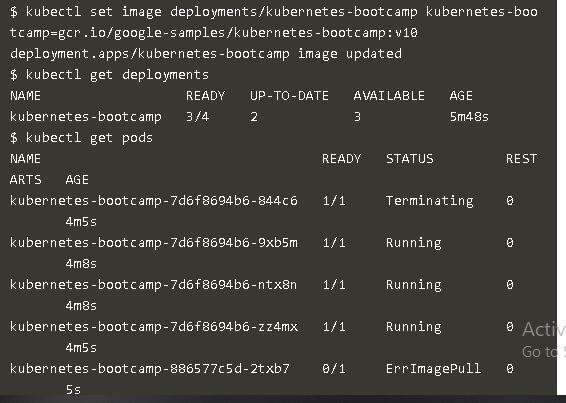 $ kubectl set image deployments/kubernetes-bootcamp kubernetes-boo
tcamp=gcr.io/google-samples/kubernetes-bootcamp:v10
deployment.apps/kubernetes-bootcamp image updated
$ kubectl get deployments
NAME READY UP-TO-DATE AVAILABLE AGE
kubernetes-bootcamp 3/4 2 3 5m48s
$ kubectl get pods
NAME READY STATUS REST
ARTS AGE
kubernetes-bootcamp-7d6f8694b6-844c6 1/1 Terminating 0
4m5s
kubernetes-bootcamp-7d6f8694b6-9xb5m 1/1 Running 0
4m8s
kubernetes-bootcamp-7d6f8694b6-ntx8n 1/1 Running 0
4m8s
kubernetes-bootcamp-7d6f8694b6-zz4mx 1/1 Running 0
4m5s
kubernetes-bootcamp-886577c5d-2txb7 0/1 ErrImagePull 0
5s
Activ
Go to S